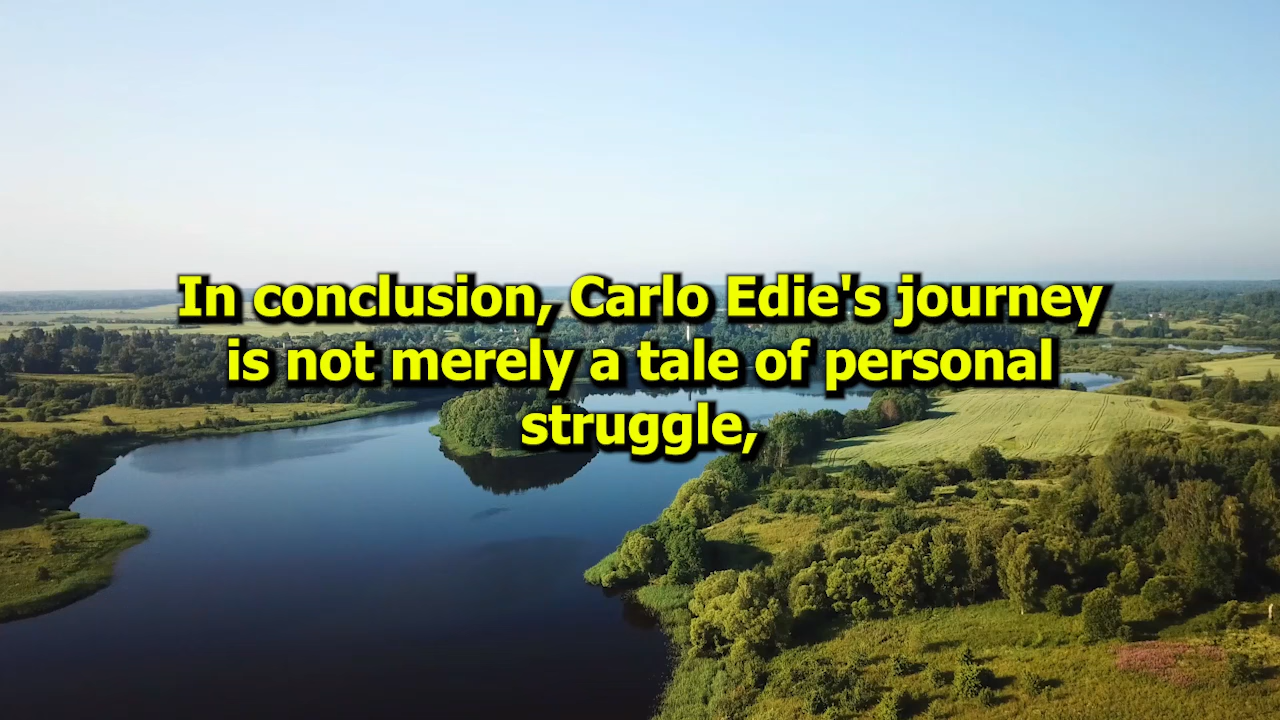 In conclusion, Carlo Edie's journey
is not merely a tale of personal
struggle,